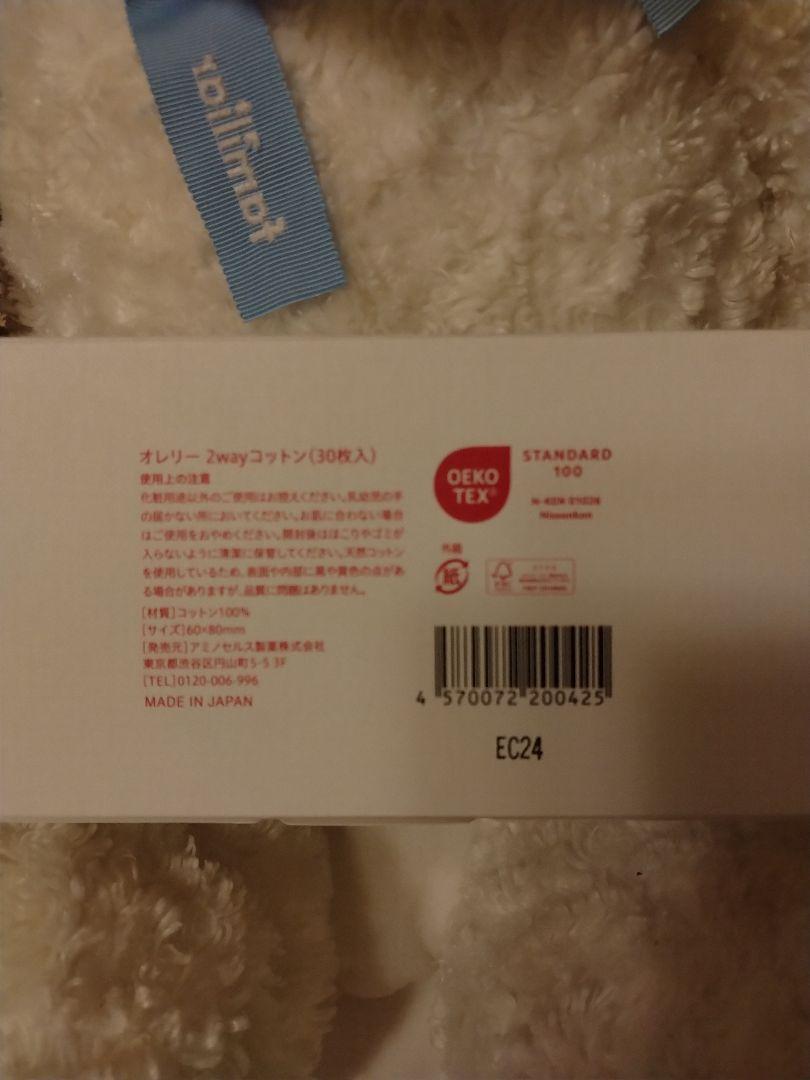 オレリー 2wayコットン(30枚入)
使用上の注意
化粧用途以外のご使用はお控えください。乳幼児の手
の届かない所においてください。お肌に合わない場合
はご使用をおやめください。開封後はほこりやゴミが
入らないように清潔に保管してください。天然コットン
を使用しているため、表面や内部に黒や黄色の点があ
る場合がありますが、品質に問題はありません。
[材質]コットン100%
[サイズ]60×80mm
[発売元]アミノセルス製薬株式会社
東京都渋谷区円山町5-5 3F
[TEL]0120-006-996
MADE IN JAPAN
OEKO
TEX®
STANDARD
100
Nissenken
外箱
紙
FSC
4 570072 200425
EC24